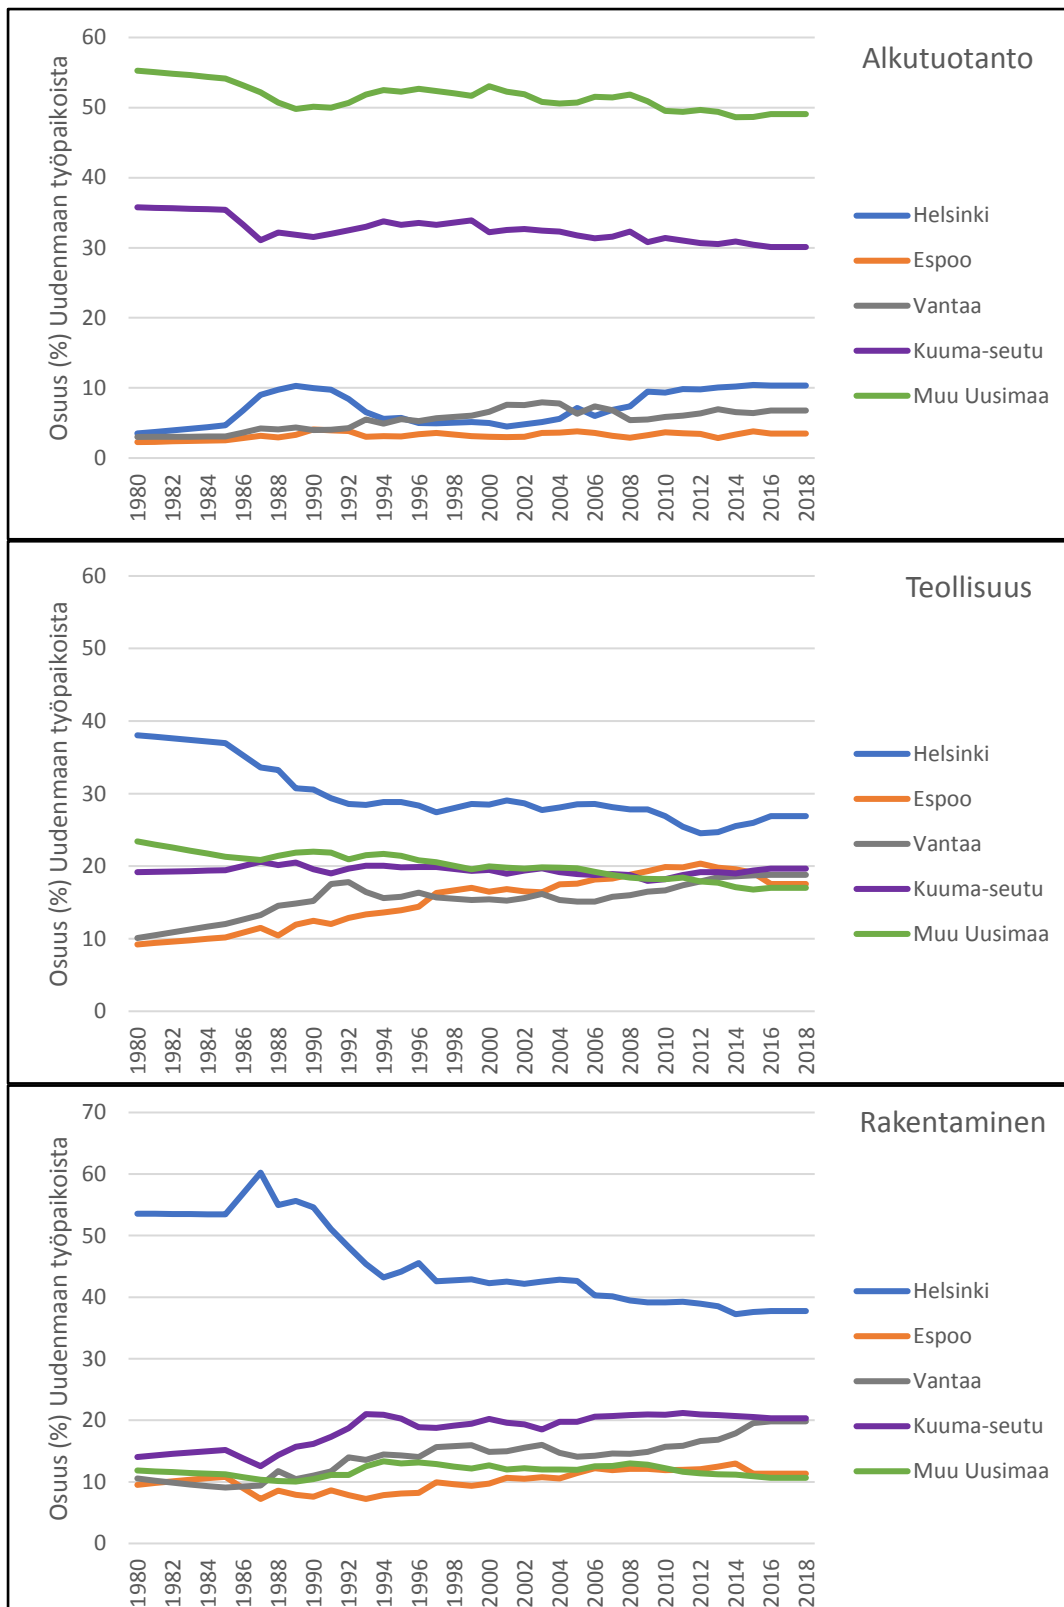 Alkutuotanto
Osuus (%) Uudenmaan työpaikoista
60
50
40
30
20
10
0
1980 1982 1984 1986 1988 1990 1992 1994 1996 1998 2000 2002 2004 2006 2008 2010 2012 2014 2016 2018
Helsinki
Espoo
Vantaa
Kuuma-seutu
Muu Uusimaa
Teollisuus
Osuus (%) Uudenmaan työpaikoista
60
50
40
30
20
10
0
1980 1982 1984 1986 1988 1990 1992 1994 1996 1998 2000 2002 2004 2006 2008 2010 2012 2014 2016 2018
Helsinki
Espoo
Vantaa
Kuuma-seutu
Muu Uusimaa
Rakentaminen
Osuus (%) Uudenmaan työpaikoista
70
60
50
40
30
20
10
0
1980 1982 1984 1986 1988 1990 1992 1994 1996 1998 2000 2002 2004 2006 2008 2010 2012 2014 2016 2018
Helsinki
Espoo
Vantaa
Kuuma-seutu
Muu Uusimaa